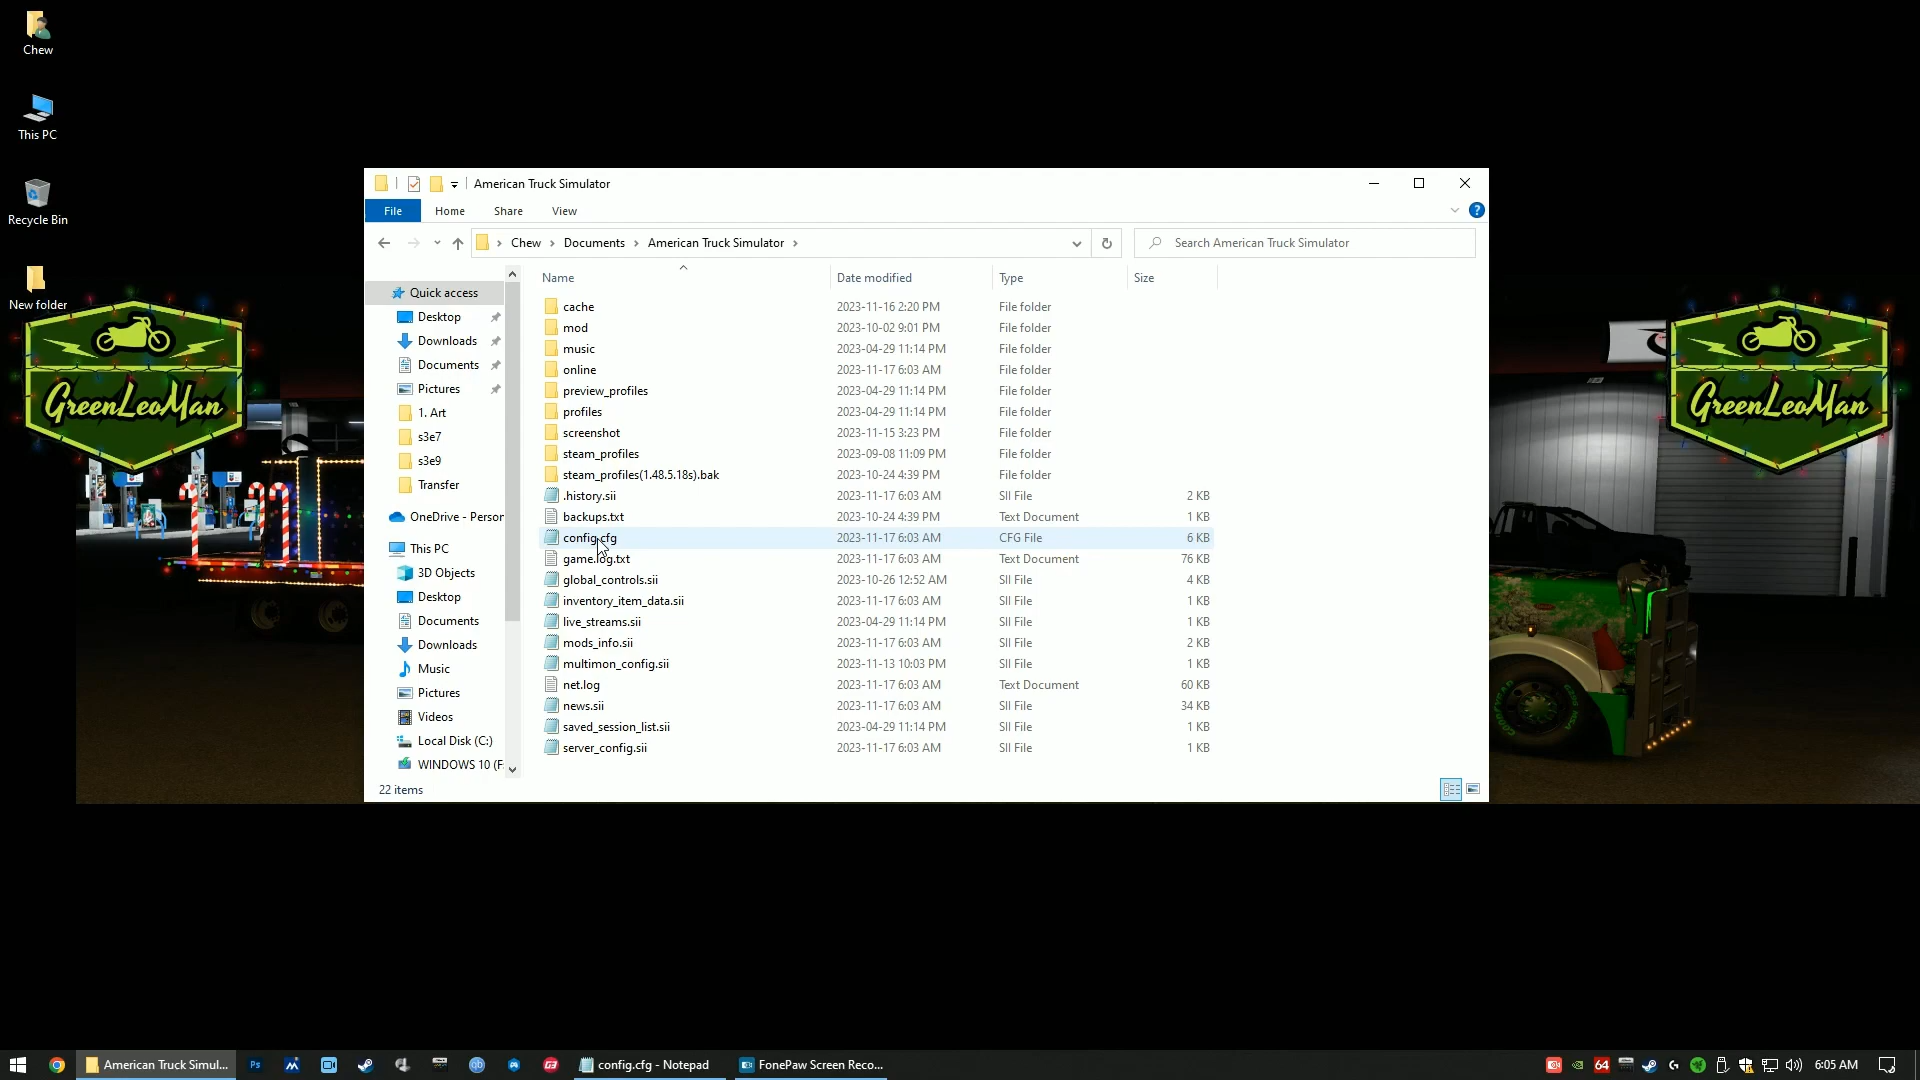 Chew
This PC
Recycle Bin
New folder
GreenLeoMan
GreenLeoMan
American Truck Simulator
File
Home
Share
View
Chew
Documents
American Truck Simulator
Search American Truck Simulator
Quick access
Desktop
Downloads
Documents
Pictures
1. Art
s3e7
s3e9
Transfer
OneDrive - Person
This PC
3D Objects
Desktop
Documents
Downloads
Music
Pictures
Videos
Local Disk (C:)
WINDOWS 10 (F:
Name Date modified Type Size
cache 2023-11-16 2:20 PM File folder
mod 2023-10-02 9:01 PM File folder
music 2023-04-29 11:14 PM File folder
online 2023-11-17 6:03 AM File folder
preview_profiles 2023-04-29 11:14 PM File folder
profiles 2023-04-29 11:14 PM File folder
screenshot 2023-11-15 3:23 PM File folder
steam_profiles 2023-09-08 11:09 PM File folder
steam_profiles(1.48.5.18s).bak 2023-10-24 4:39 PM File folder
.history.sii 2023-11-17 6:03 AM SII File 2 KB
backups.txt 2023-10-24 4:39 PM Text Document 1 KB
config.cfg 2023-11-17 6:03 AM CFG File 6 KB
game.log.txt 2023-11-17 6:03 AM Text Document 76 KB
global_controls.sii 2023-10-26 12:52 AM SII File 4 KB
inventory_item_data.sii 2023-11-17 6:03 AM SII File 1 KB
live_streams.sii 2023-04-29 11:14 PM SII File 1 KB
mods_info.sii 2023-11-17 6:03 AM SII File 2 KB
multimon_config.sii 2023-11-13 10:03 PM SII File 1 KB
net.log 2023-11-17 6:03 AM Text Document 60 KB
news.sii 2023-11-17 6:03 AM SII File 34 KB
saved_session_list.sii 2023-04-29 11:14 PM SII File 1 KB
server_config.sii 2023-11-17 6:03 AM SII File 1 KB
22 items
American Truck Simul...
Ps
config.cfg - Notepad
FonePaw Screen Reco...
64
6:05 AM